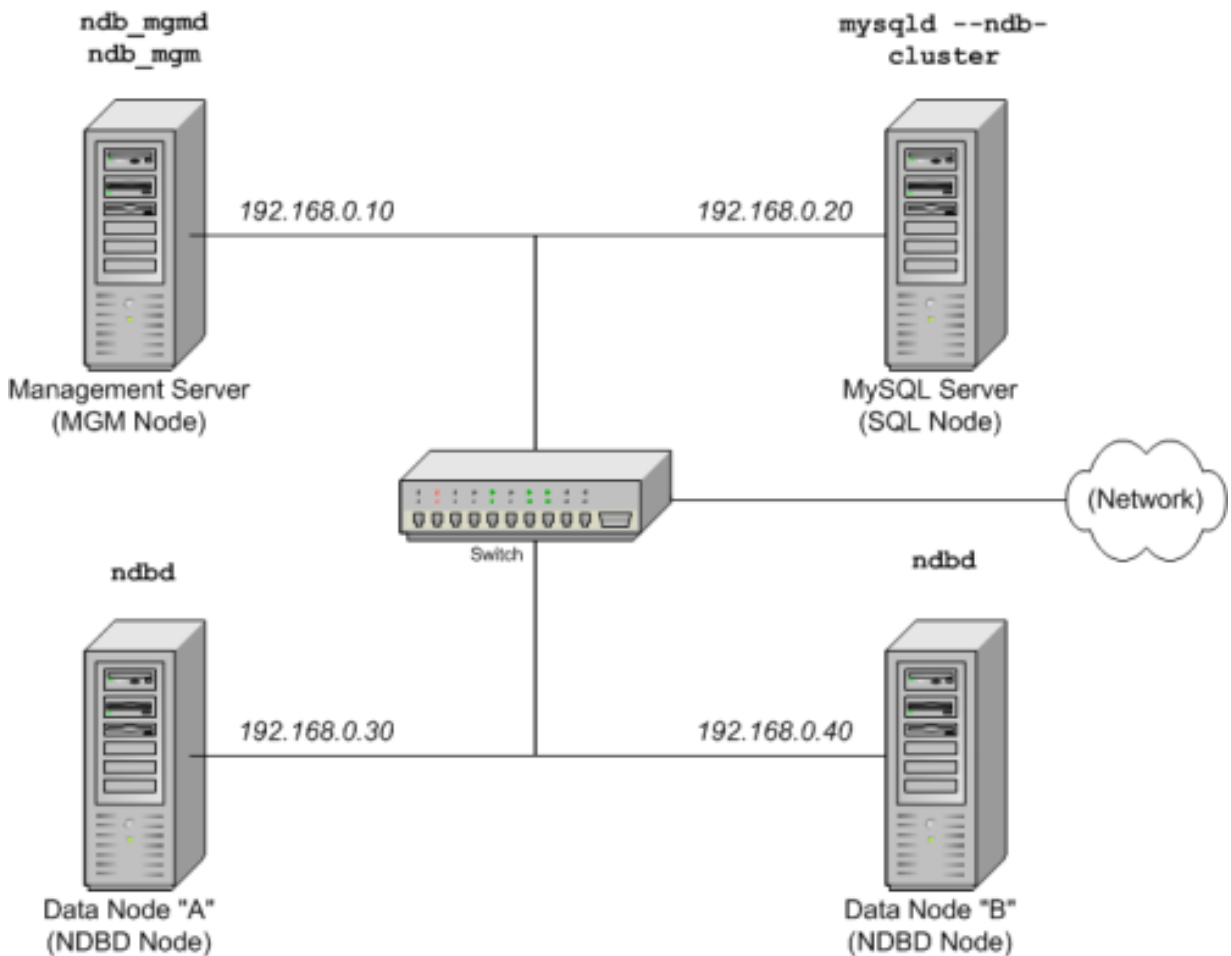 ndb_mgmd
ndb_mgm
mysqld --ndb-
cluster
192.168.0.10
192.168.0.20
Management Server
(MGM Node)
MySQL Server
(SQL Node)
(Network)
Switch
ndbd
ndbd
192.168.0.30
192.168.0.40
Data Node "A"
(NDBD Node)
Data Node "B"
(NDBD Node)